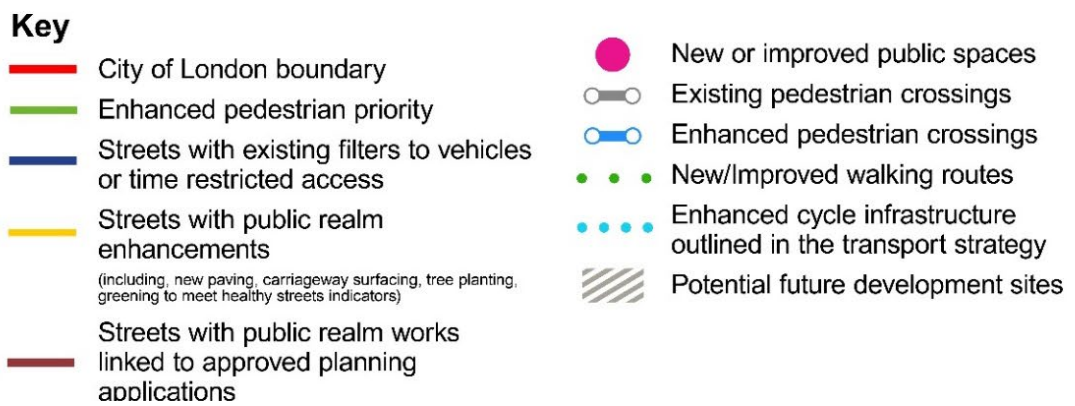 Key
City of London boundary
Enhanced pedestrian priority
Streets with existing filters to vehicles
or time restricted access
Streets with public realm
enhancements
(including, new paving, carriageway surfacing, tree planting,
greening to meet healthy streets indicators)
Streets with public realm works
linked to approved planning
applications
New or improved public spaces
Existing pedestrian crossings
Enhanced pedestrian crossings
New/Improved walking routes
Enhanced cycle infrastructure
outlined in the transport strategy
Potential future development sites